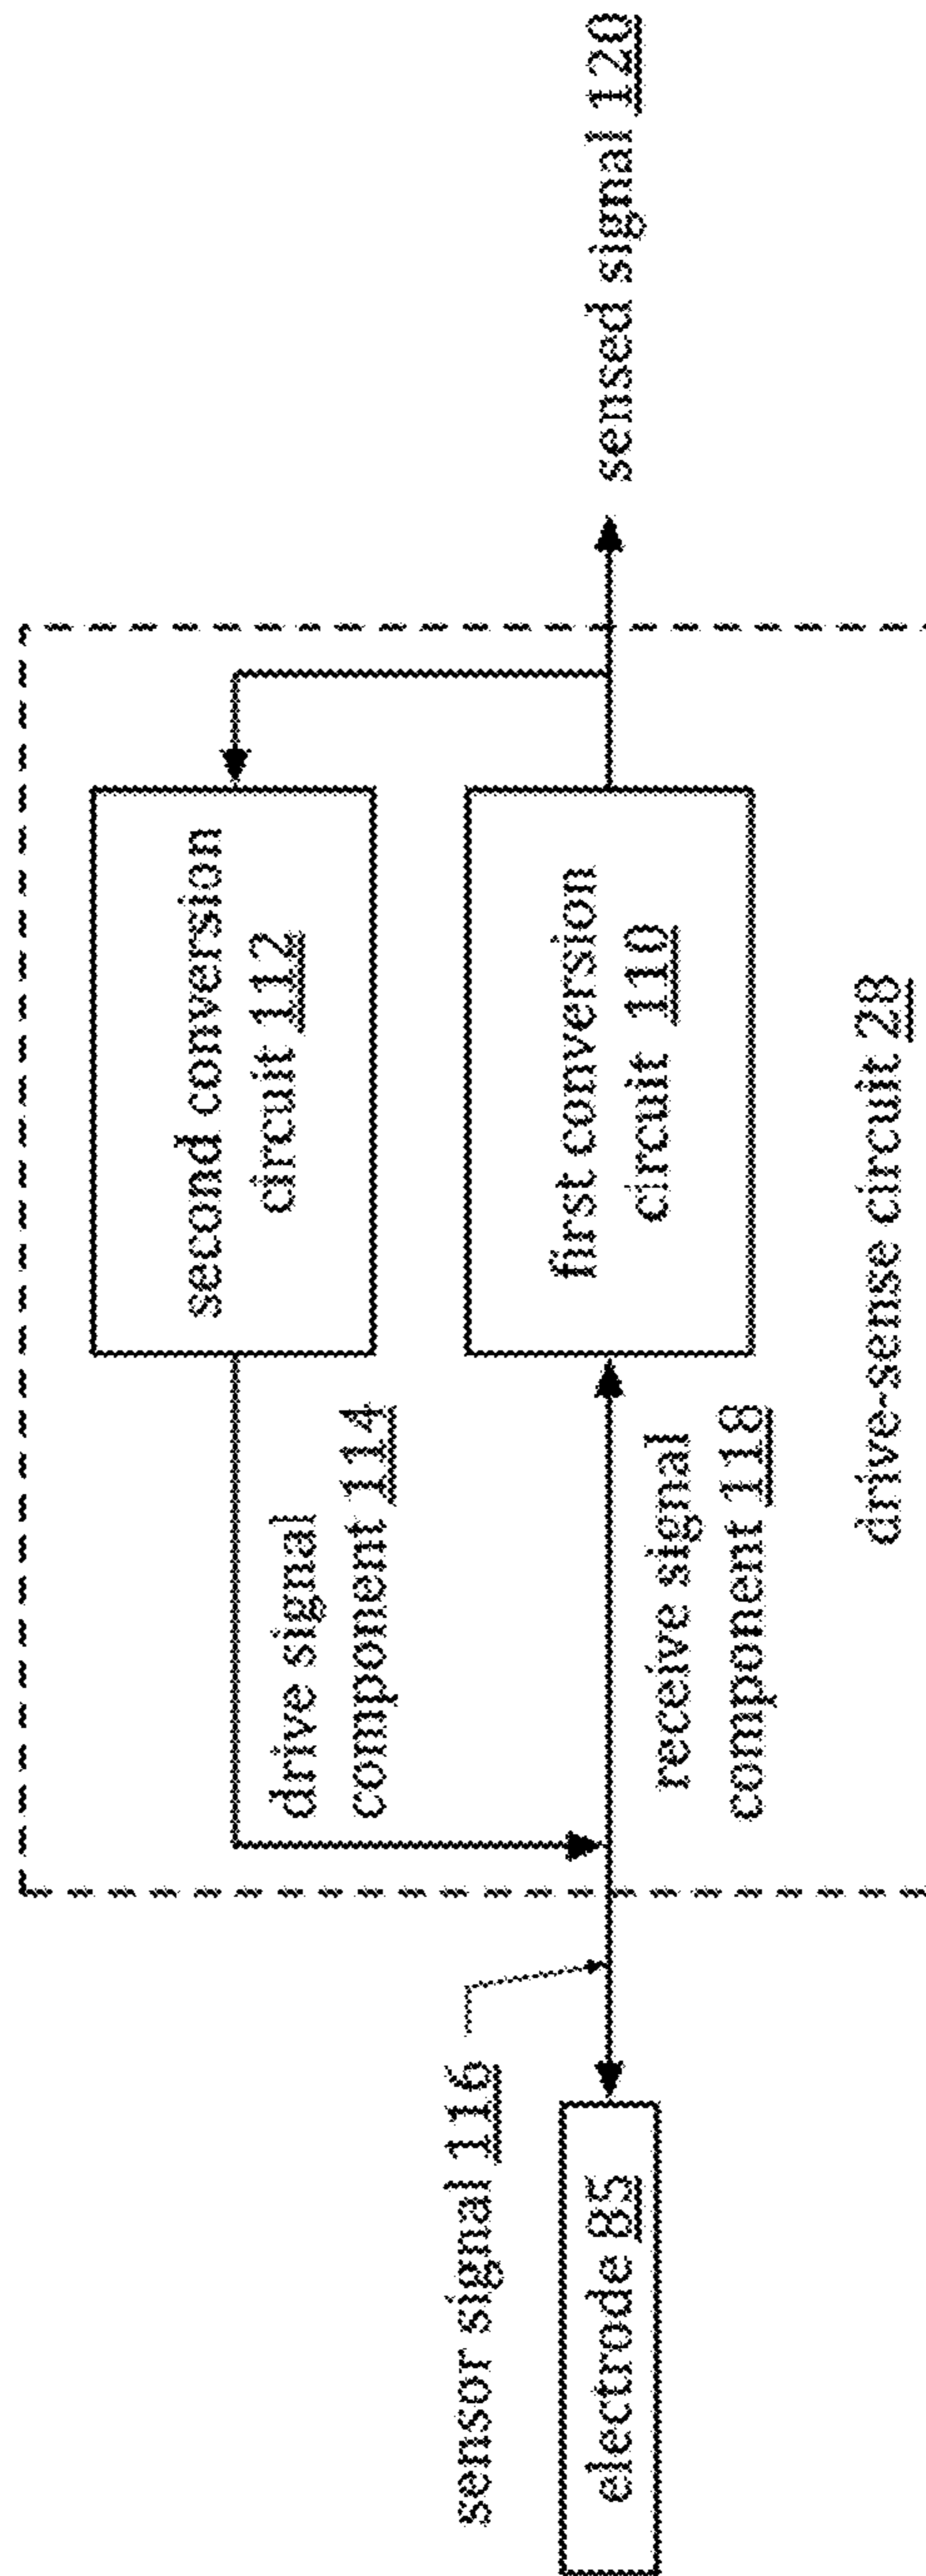 second conversion
circuit 112
drive signal
component 114
sensor signal 116
electrode 85
receive signal
component 118
first conversion
circuit 110
sensed signal 120
drive-sense circuit 28